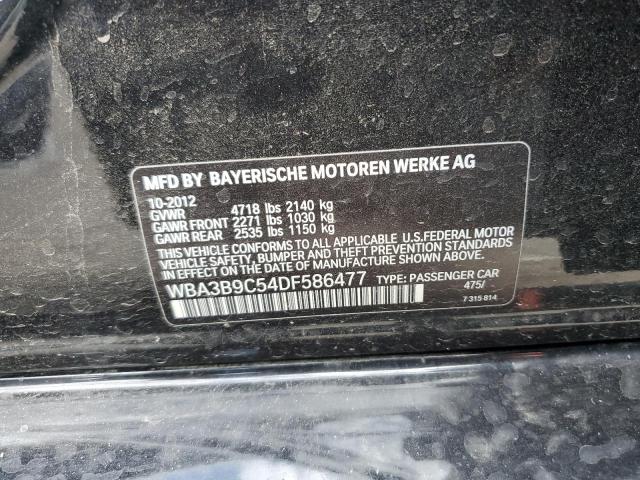 MFD BY BAYERISCHE MOTOREN WERKE AG
10-2012
GVWR 4718 lbs 2140 kg
GAWR FRONT 2271 lbs 1030 kg
GAWR REAR 2535 lbs 1150 kg
THIS VEHICLE CONFORMS TO ALL APPLICABLE U.S.FEDERAL MOTOR
VEHICLE SAFETY, BUMPER AND THEFT PREVENTION STANDARDS
IN EFFECT ON THE DATE OF MANUFACTURE SHOWN ABOVE.
WBA3B9C54DF586477 TYPE: PASSENGER CAR
475/
7 315 814